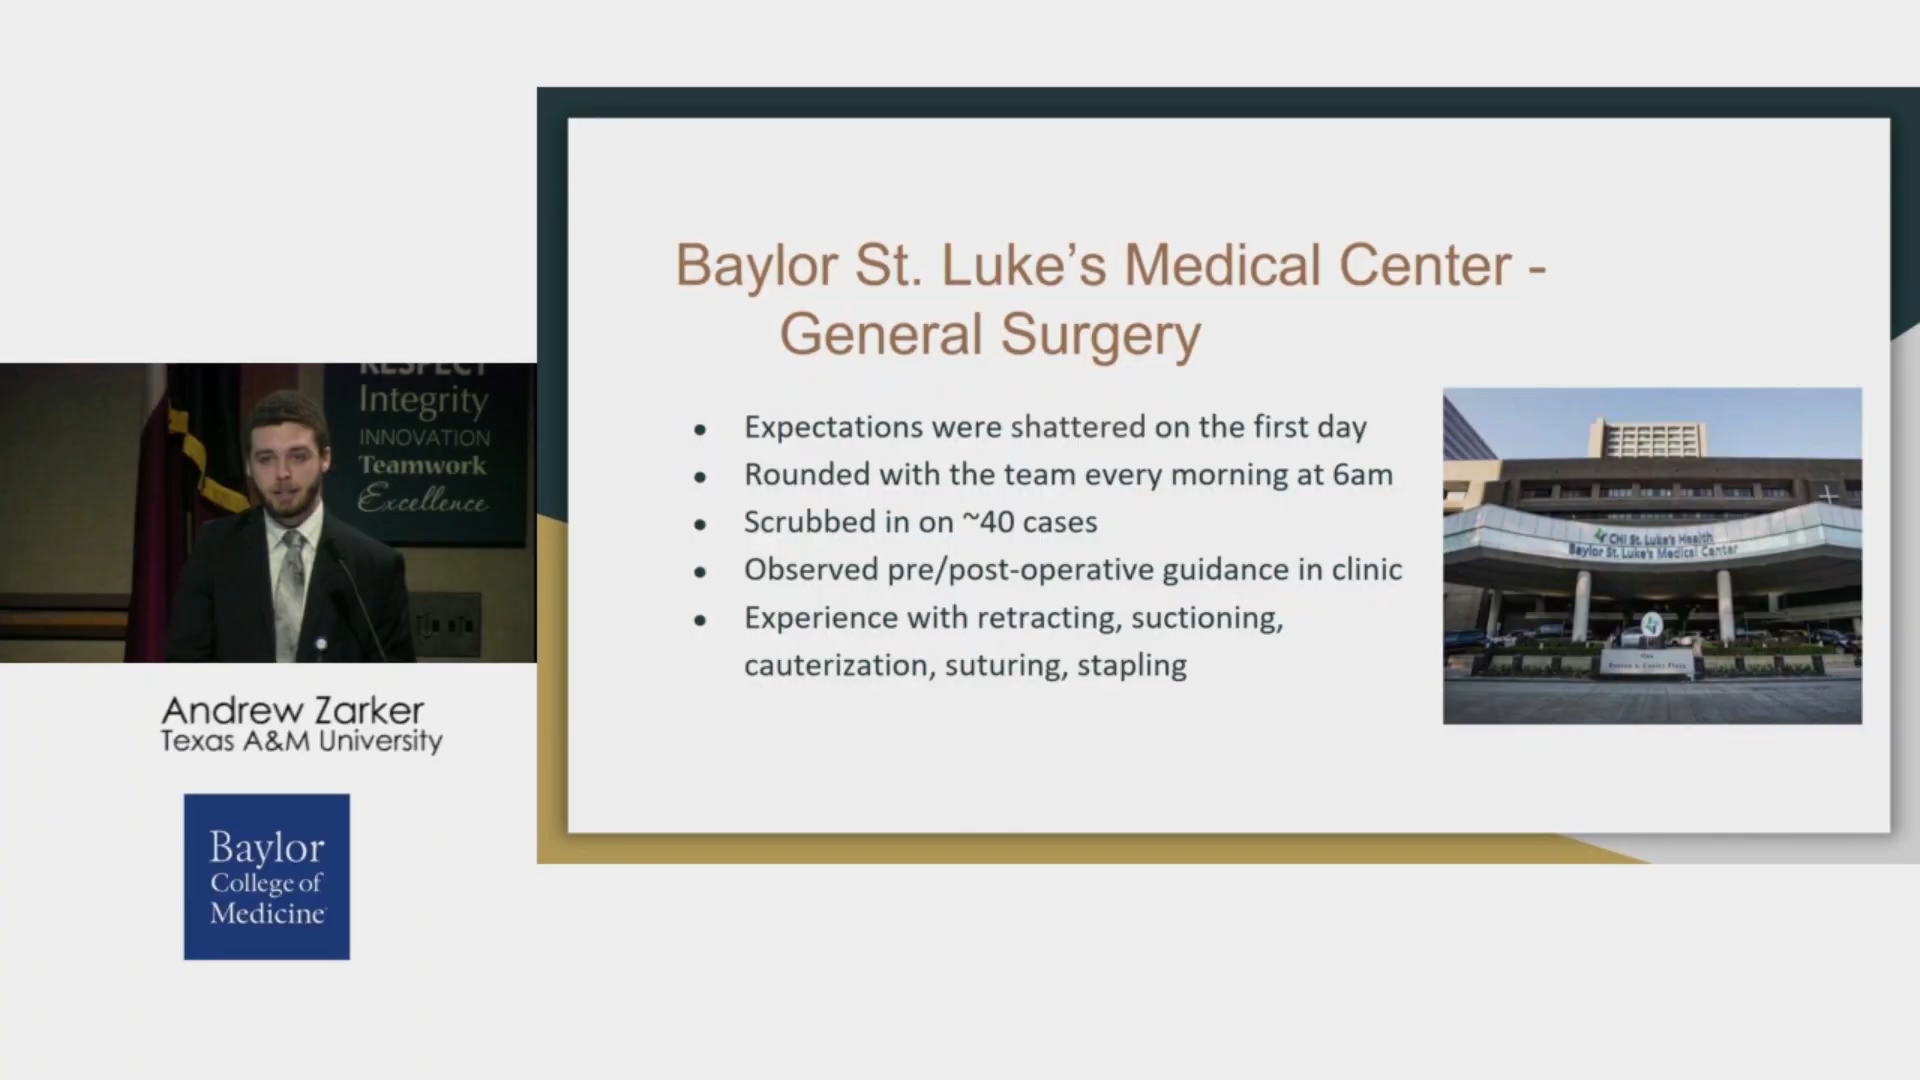 Baylor St. Luke’s Medical Center -
General Surgery
• Expectations were shattered on the first day
• Rounded with the team every morning at 6am
• Scrubbed in on ~40 cases
• Observed pre/post-operative guidance in clinic
• Experience with retracting, suctioning,
cauterization, suturing, stapling
CHI St. Luke's Health
Baylor St. Luke's Medical Center
RESPECT
Integrity
INNOVATION
Teamwork
Excellence
Andrew Zarker
Texas A&M University
Baylor
College of
Medicine